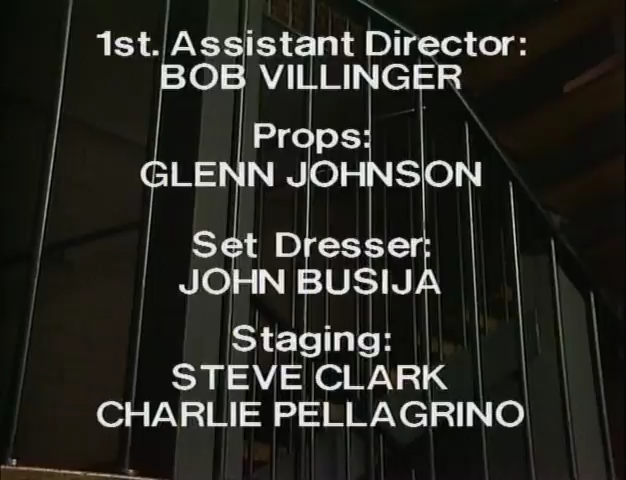 1st. Assistant Director:
BOB VILLINGER
Props:
GLENN JOHNSON
Set Dresser:
JOHN BUSIJA
Staging:
STEVE CLARK
CHARLIE PELLAGRINO